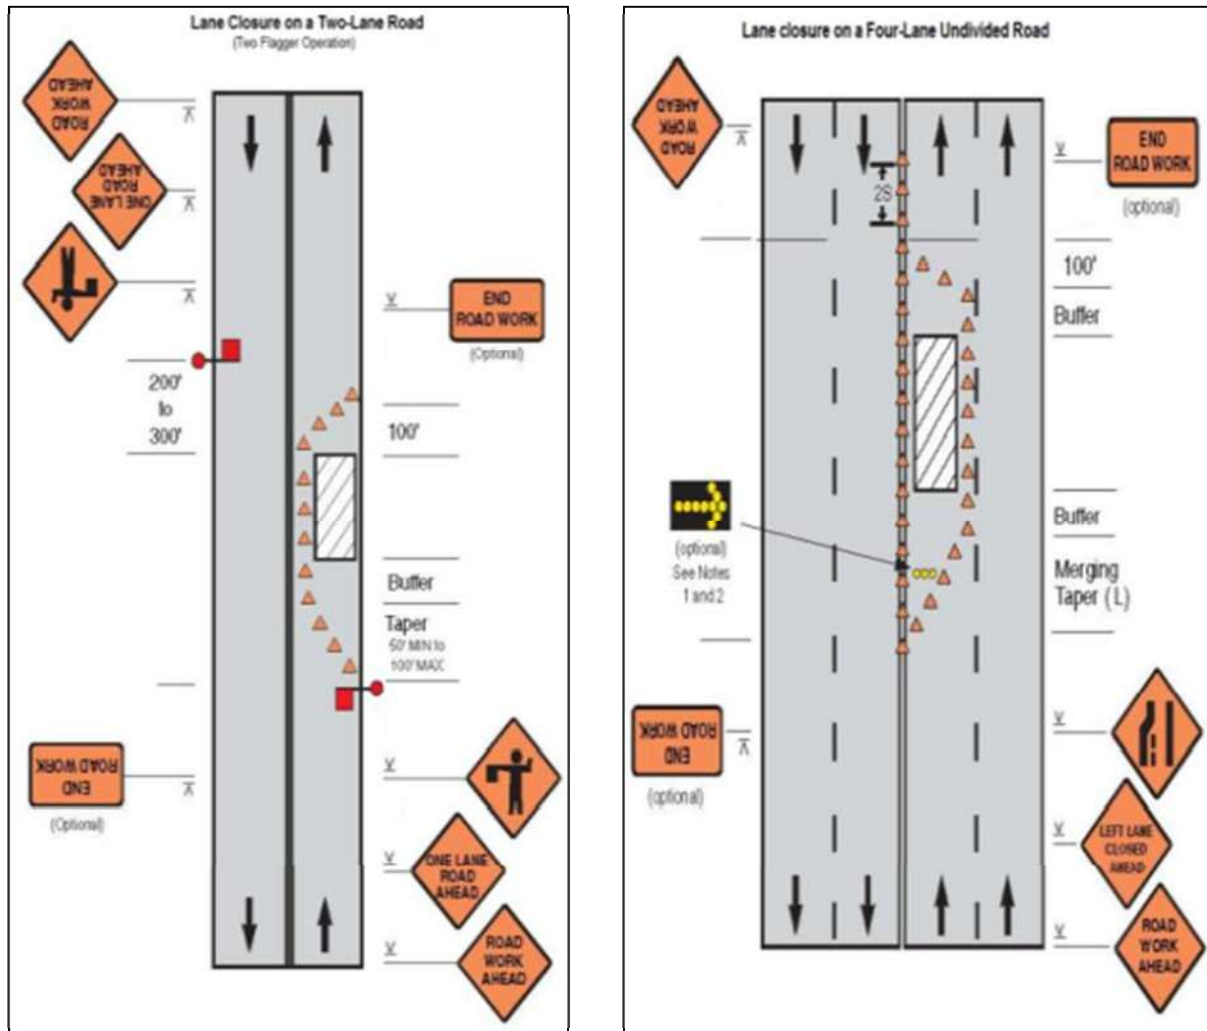 Lane Closure on a Two-Lane Road
(Two Flagger Operation)
ROAD
WORK
AHEAD
ONE LANE
ROAD
AHEAD
END
ROAD WORK
(Optional)
200'
to
300'
100'
Buffer
Taper
50' MIN to
100' MAX
END
ROAD WORK
(Optional)
ONE LANE
ROAD
AHEAD
ROAD
WORK
AHEAD
Lane closure on a Four-Lane Undivided Road
ROAD
WORK
AHEAD
END
ROAD WORK
(optional)
2S
100'
Buffer
(optional)
See Notes
1 and 2
Buffer
Merging
Taper (L)
END
ROAD WORK
(optional)
LEFT LANE
CLOSED
AHEAD
ROAD
WORK
AHEAD